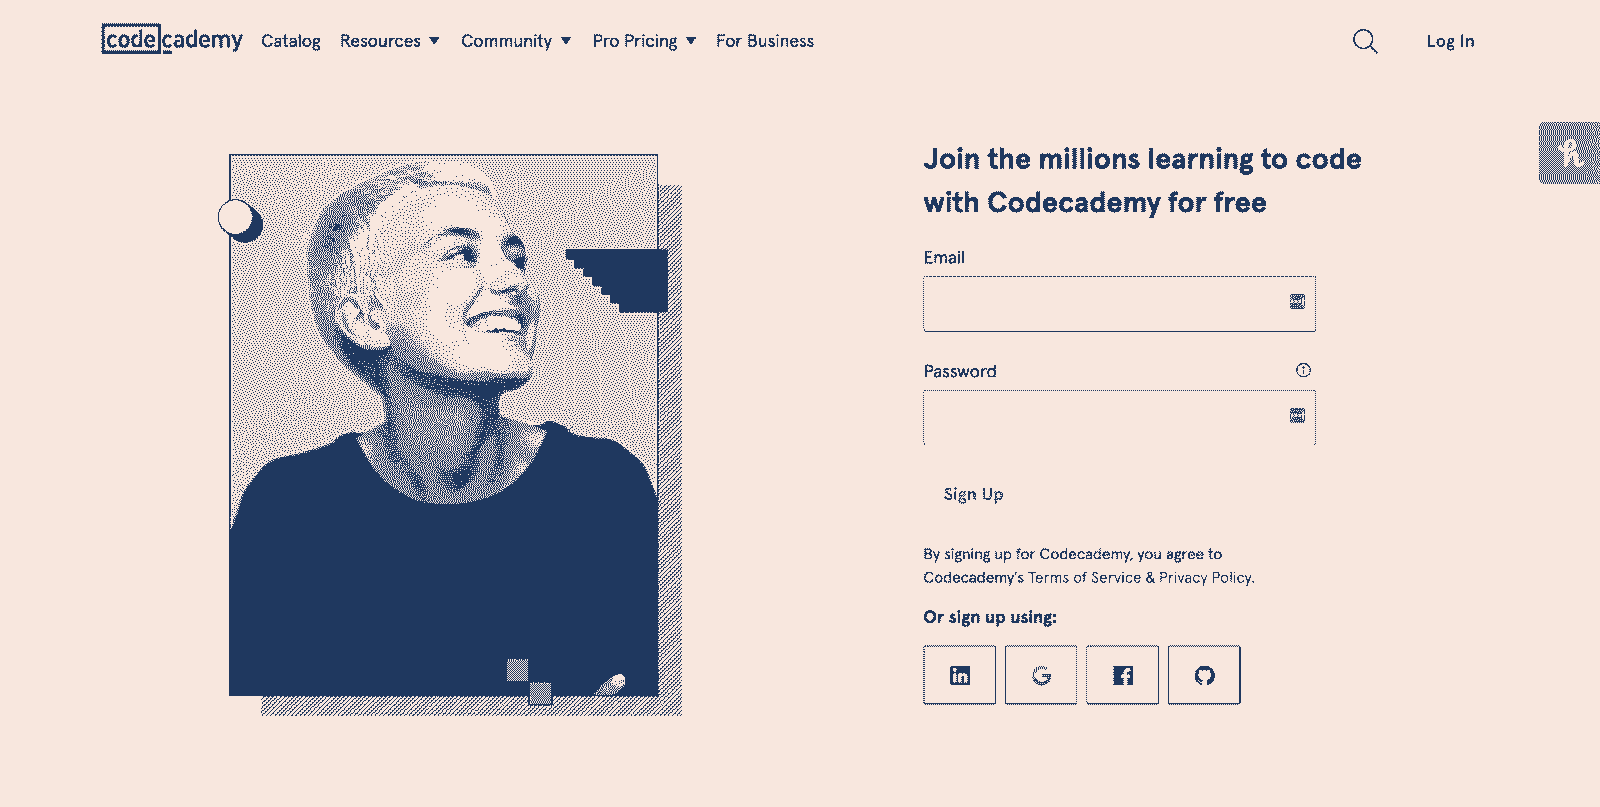 codecademy Catalog Resources Community Pro Pricing For Business Log In
Join the millions learning to code
with Codecademy for free
Email
Password
Sign Up
By signing up for Codecademy, you agree to
Codecademy's Terms of Service & Privacy Policy.
Or sign up using: